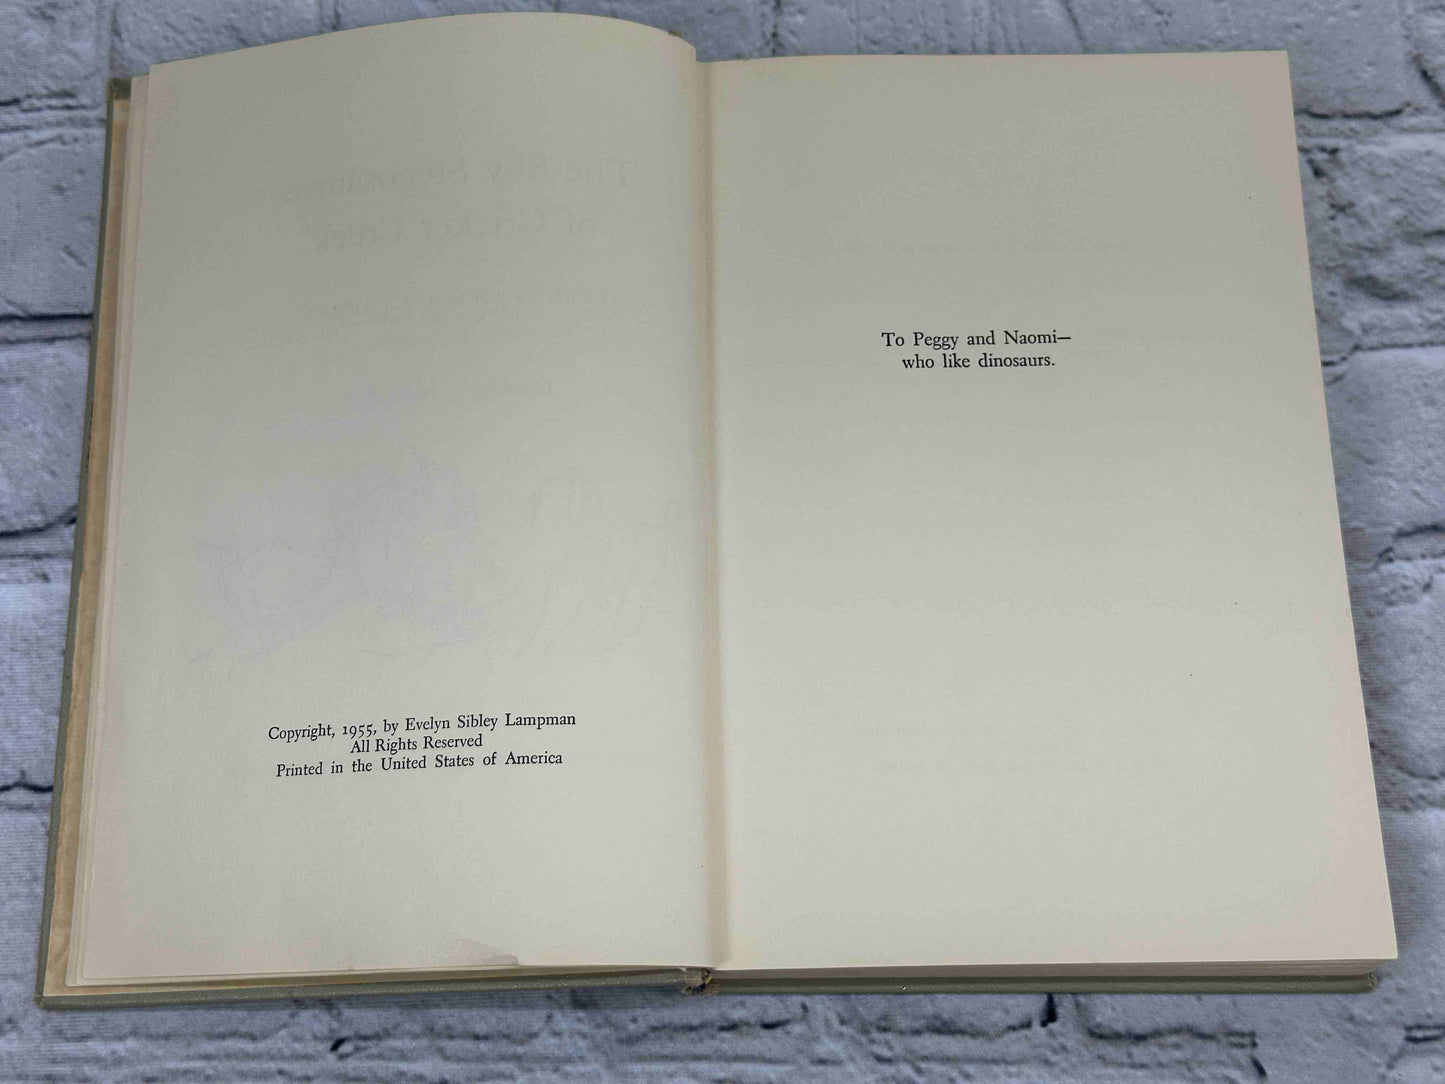 Copyright, 1955, by Evelyn Sibley Lampman
All Rights Reserved
Printed in the United States of America
To Peggy and Naomi—
who like dinosaurs.